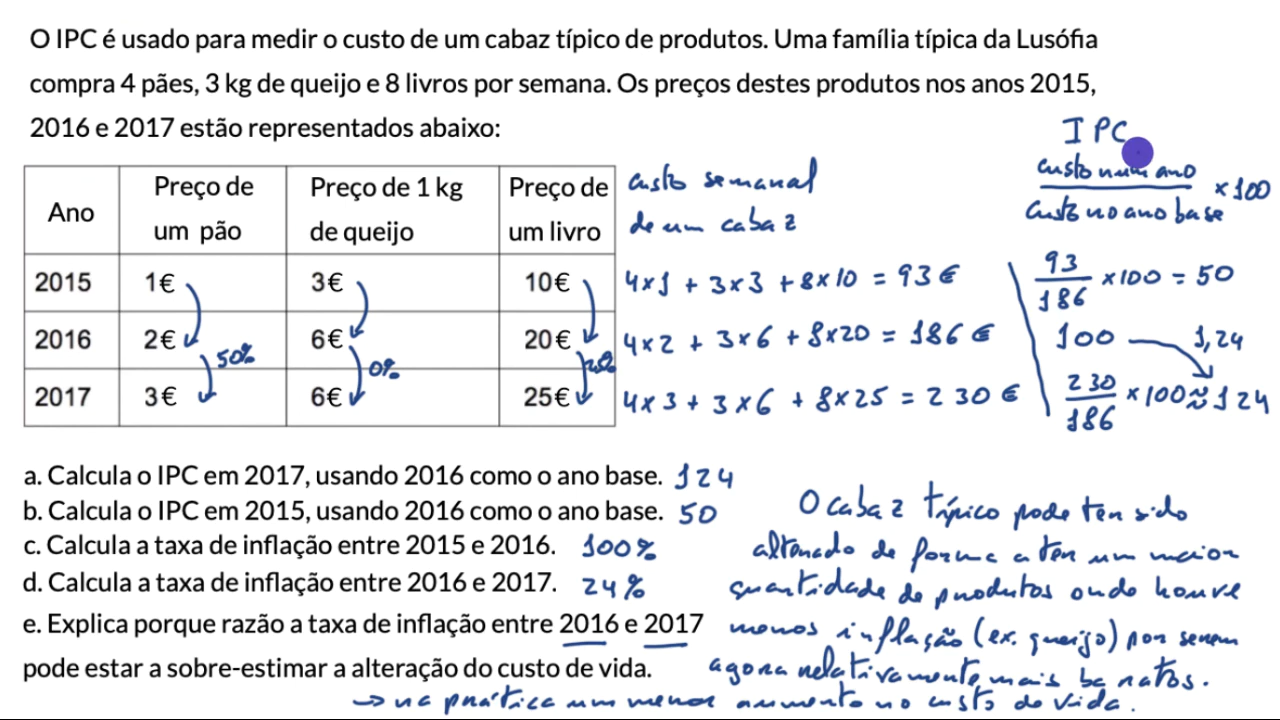 O IPC é usado para medir o custo de um cabaz típico de produtos. Uma família típica da Lusófia
compra 4 pães, 3 kg de queijo e 8 livros por semana. Os preços destes produtos nos anos 2015,
2016 e 2017 estão representados abaixo:
IPC
custo num ano
custo no ano base
×100
Ano Preço de um pão Preço de 1 kg de queijo Preço de um livro
custo semanal
de um cabaz
2015 1€ 3€ 10€ 4×1 + 3×3 + 8×10 = 93€ 93/186 ×100 = 50
2016 2€ 6€ 20€ 4×2 + 3×6 + 8×20 = 186€ 100 1,24
50% 0% 25%
2017 3€ 6€ 25€ 4×3 + 3×6 + 8×25 = 230€ 230/186 ×100 ≈ 124
a. Calcula o IPC em 2017, usando 2016 como o ano base. 124
b. Calcula o IPC em 2015, usando 2016 como o ano base. 50
c. Calcula a taxa de inflação entre 2015 e 2016. 100%
d. Calcula a taxa de inflação entre 2016 e 2017. 24%
e. Explica porque razão a taxa de inflação entre 2016 e 2017
pode estar a sobre-estimar a alteração do custo de vida.
O cabaz típico pode ter sido
alterado de forma a ter um maior
quantidade de produtos onde houve
menos inflação (ex. queijo) por serem
agora relativamente mais baratos.
→ na prática um menor aumento no custo de vida.